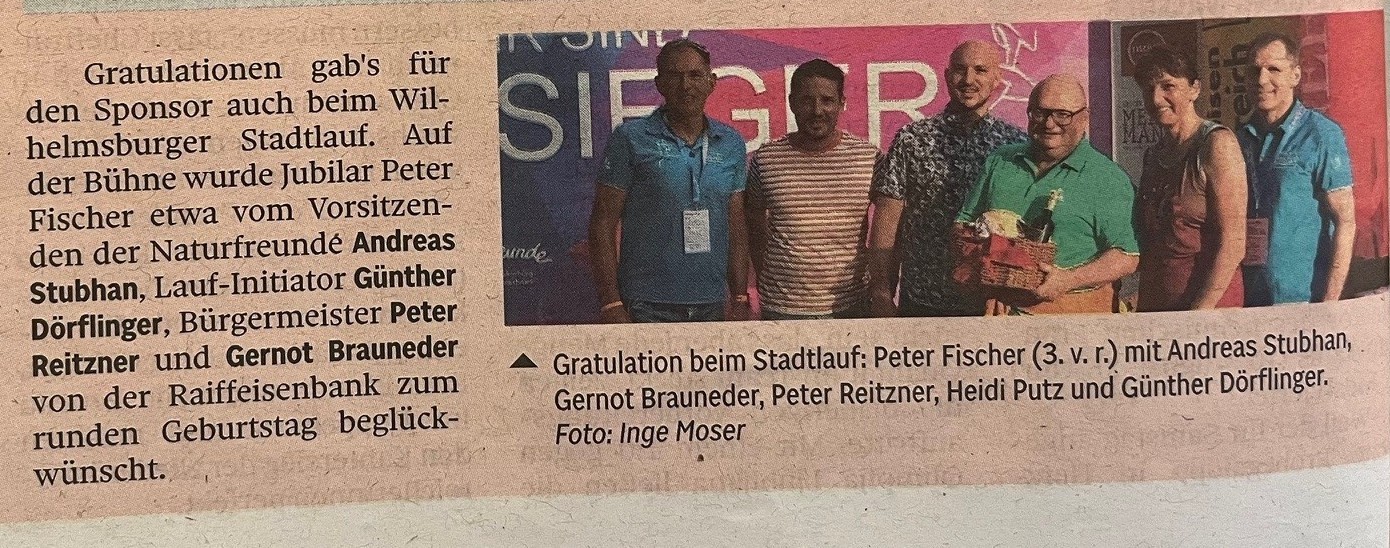 Gratulationen gab's für
den Sponsor auch beim Wil-
helmsburger Stadtlauf. Auf
der Bühne wurde Jubilar Peter
Fischer etwa vom Vorsitzen-
den der Naturfreunde Andreas
Stubhan, Lauf-Initiator Günther
Dörflinger, Bürgermeister Peter
Reitzner und Gernot Brauneder
von der Raiffeisenbank zum
runden Geburtstag beglück-
wünscht.
SIND
SIEGER
▲ Gratulation beim Stadtlauf: Peter Fischer (3. v. r.) mit Andreas Stubhan,
Gernot Brauneder, Peter Reitzner, Heidi Putz und Günther Dörflinger.
Foto: Inge Moser